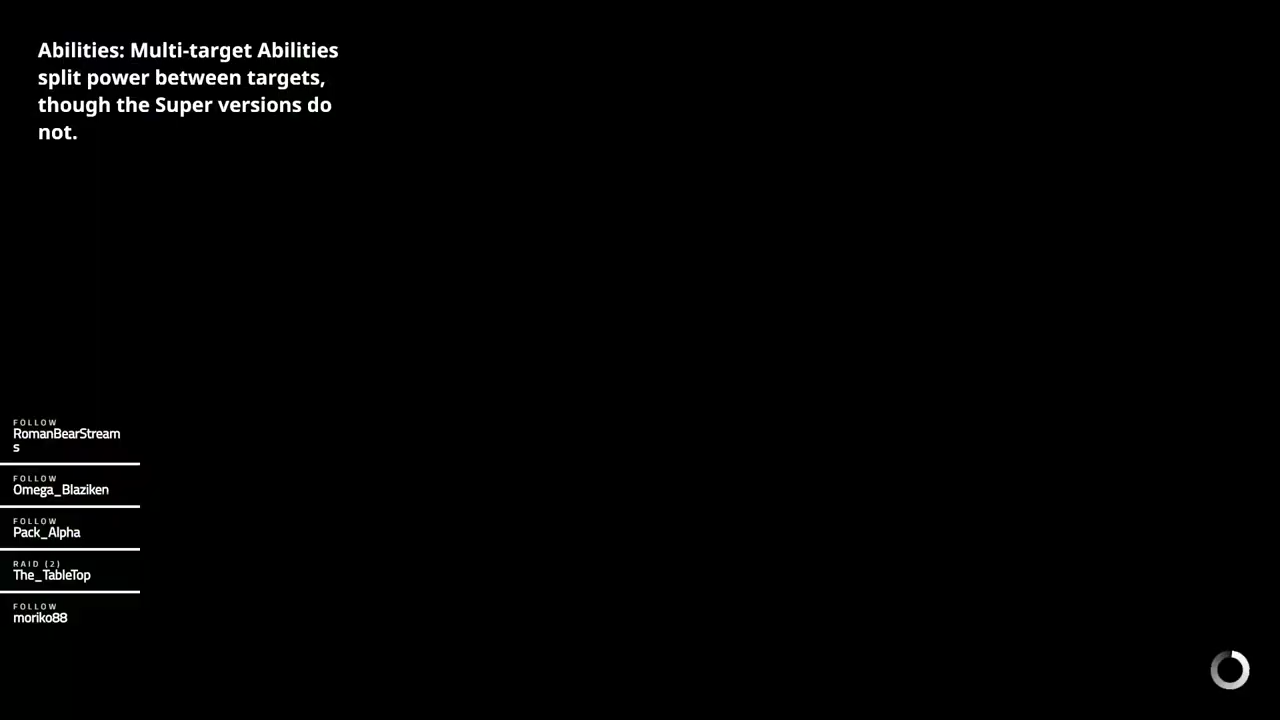 Abilities: Multi-target Abilities
split power between targets,
though the Super versions do
not.
FOLLOW
RomanBearStream
s
FOLLOW
Omega_Blaziken
FOLLOW
Pack_Alpha
RAID (2)
The_TableTop
FOLLOW
moriko88